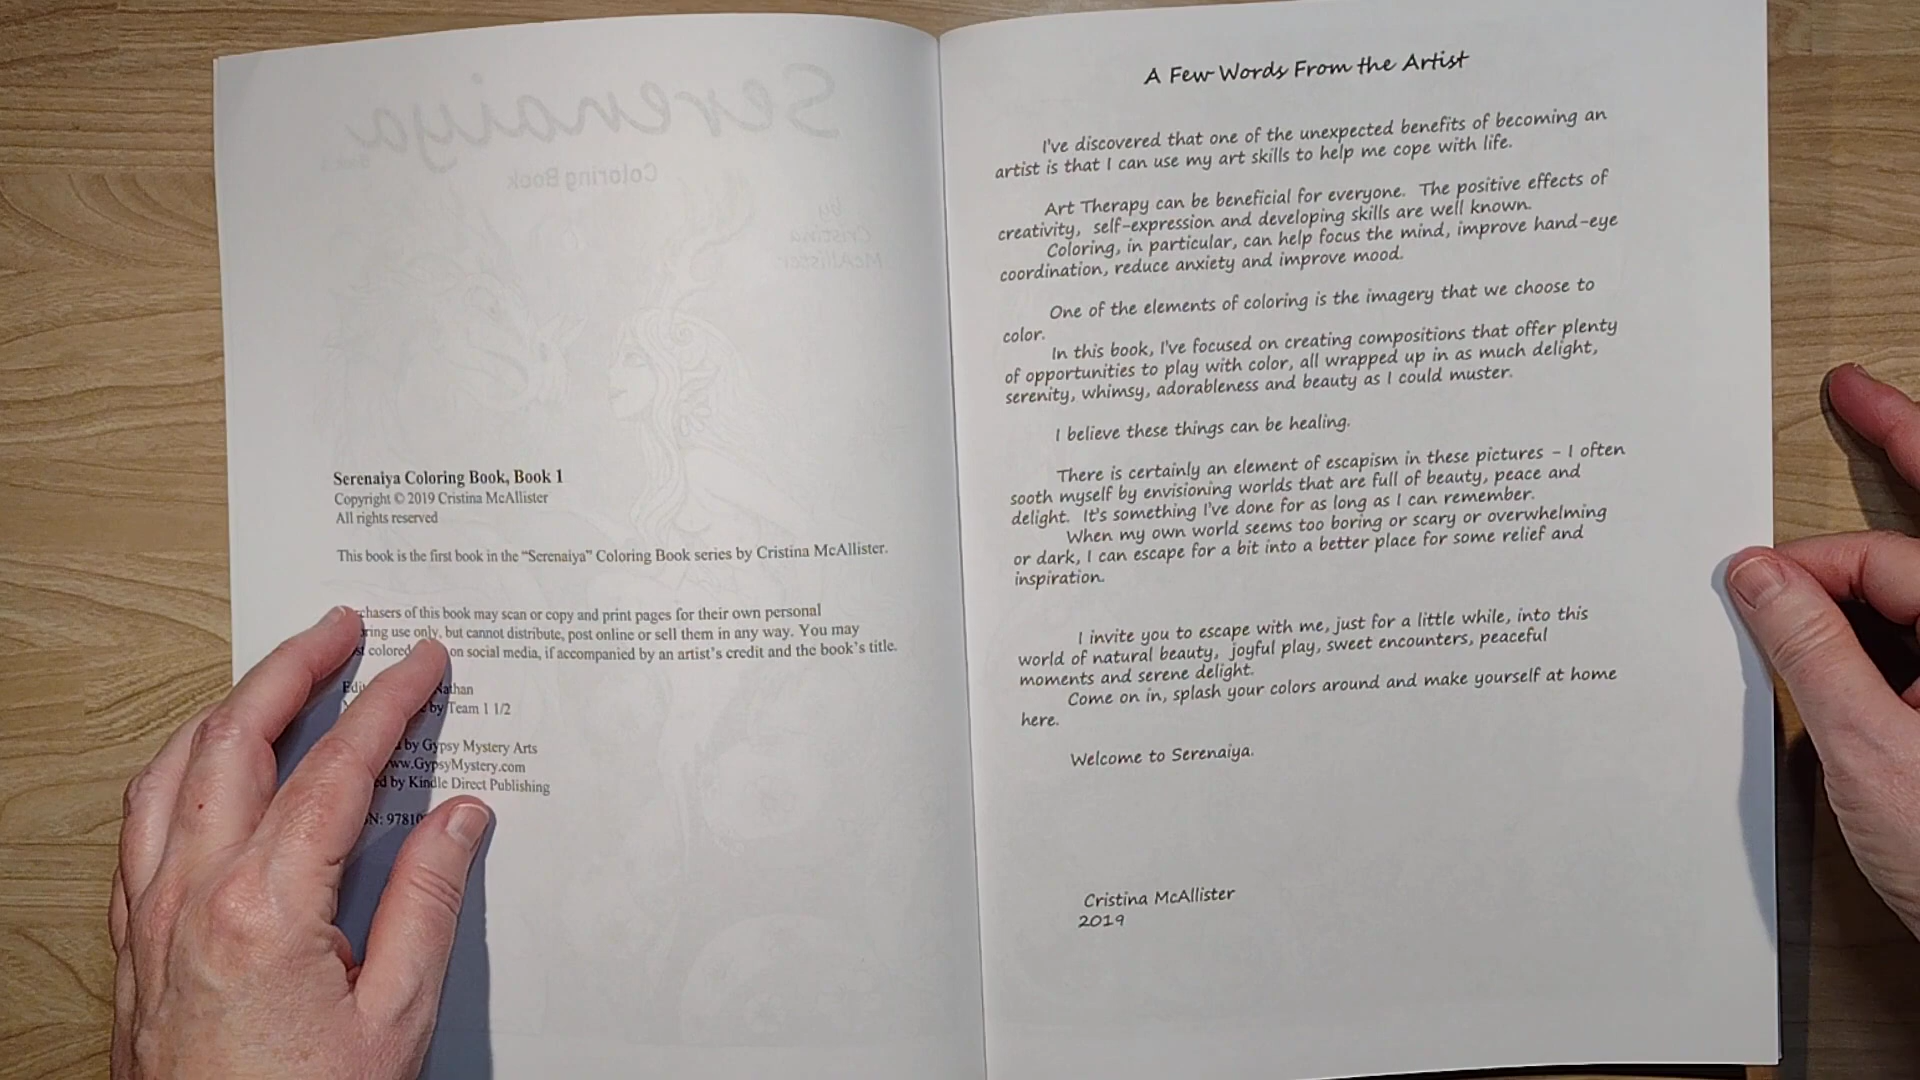 Serenaiya
Coloring Book
by
Cristina
McAllister
Serenaiya Coloring Book, Book 1
Copyright © 2019 Cristina McAllister
All rights reserved
This book is the first book in the “Serenaiya” Coloring Book series by Cristina McAllister.
of this book may scan or copy and print pages for their own personal
use only, but cannot distribute, post online or sell them in any way. You may
colored on social media, if accompanied by an artist’s credit and the book’s title.
Nathan
by Team 1 1/2
by Gypsy Mystery Arts
www.GypsyMystery.com
by Kindle Direct Publishing
A Few Words From the Artist
I've discovered that one of the unexpected benefits of becoming an
artist is that I can use my art skills to help me cope with life.
Art Therapy can be beneficial for everyone. The positive effects of
creativity, self-expression and developing skills are well known.
Coloring, in particular, can help focus the mind, improve hand-eye
coordination, reduce anxiety and improve mood.
One of the elements of coloring is the imagery that we choose to
color.
In this book, I've focused on creating compositions that offer plenty
of opportunities to play with color, all wrapped up in as much delight,
serenity, whimsy, adorableness and beauty as I could muster.
I believe these things can be healing.
There is certainly an element of escapism in these pictures - I often
sooth myself by envisioning worlds that are full of beauty, peace and
delight. It's something I've done for as long as I can remember.
When my own world seems too boring or scary or overwhelming
or dark, I can escape for a bit into a better place for some relief and
inspiration.
I invite you to escape with me, just for a little while, into this
world of natural beauty, joyful play, sweet encounters, peaceful
moments and serene delight.
Come on in, splash your colors around and make yourself at home
here.
Welcome to Serenaiya.
Cristina McAllister
2019